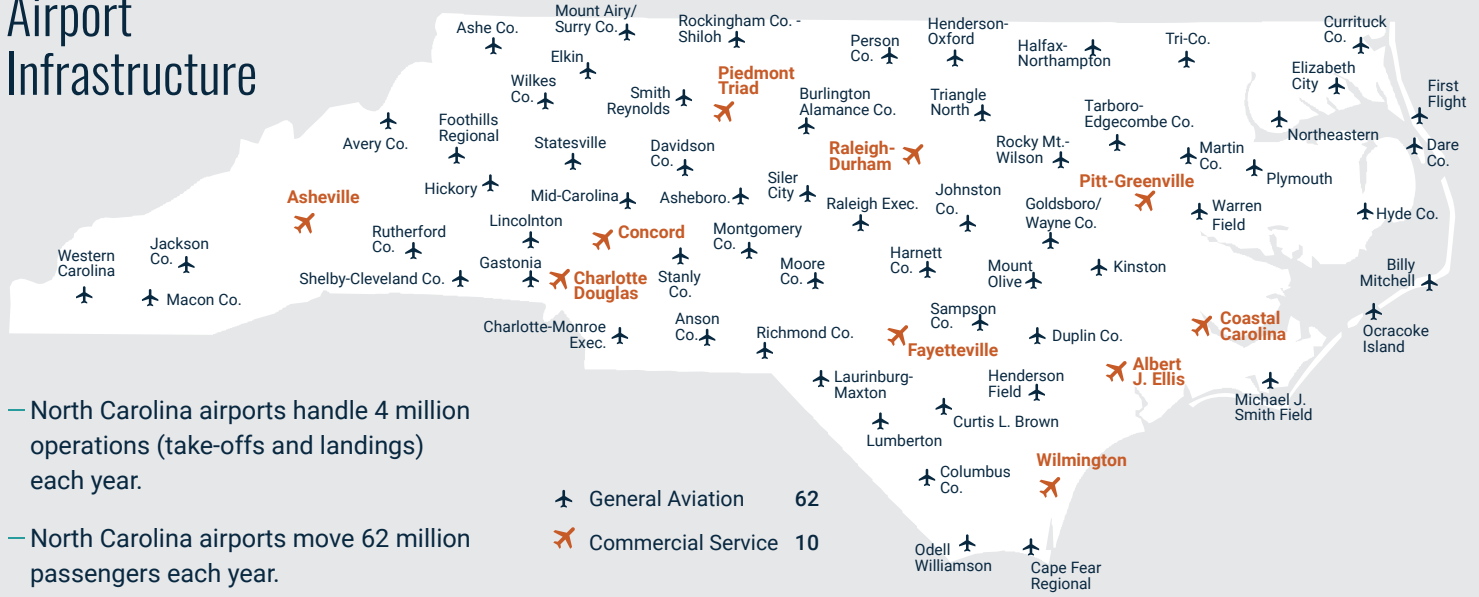 Airport
Infrastructure
Ashe Co.
Mount Airy/
Surry Co.
Rockingham Co. -
Shiloh
Person
Co.
Henderson-
Oxford
Halfax-
Northampton
Tri-Co.
Currituck
Co.
Elkin
Wilkes
Co.
Smith
Reynolds
Piedmont
Triad
Burlington
Alamance Co.
Triangle
North
Tarboro-
Edgecombe Co.
Elizabeth
City
First
Flight
Avery Co.
Foothills
Regional
Statesville
Davidson
Co.
Raleigh-
Durham
Rocky Mt.-
Wilson
Martin
Co.
Northeastern
Dare
Co.
Asheville
Hickory
Mid-Carolina
Asheboro.
Siler
City
Raleigh Exec.
Johnston
Co.
Pitt-Greenville
Plymouth
Goldsboro/
Wayne Co.
Warren
Field
Hyde Co.
Western
Carolina
Jackson
Co.
Rutherford
Co.
Lincolnton
Concord
Montgomery
Co.
Macon Co.
Shelby-Cleveland Co.
Gastonia
Charlotte
Douglas
Stanly
Co.
Moore
Co.
Harnett
Co.
Mount
Olive
Kinston
Billy
Mitchell
Charlotte-Monroe
Exec.
Anson
Co.
Richmond Co.
Fayetteville
Sampson
Co.
Duplin Co.
Coastal
Carolina
Ocracoke
Island
Laurinburg-
Maxton
Henderson
Field
Albert
J. Ellis
Michael J.
Smith Field
Lumberton
Curtis L. Brown
Columbus
Co.
Wilmington
Odell
Williamson
Cape Fear
Regional
— North Carolina airports handle 4 million
operations (take-offs and landings)
each year.
— North Carolina airports move 62 million
passengers each year.
General Aviation 62
Commercial Service 10